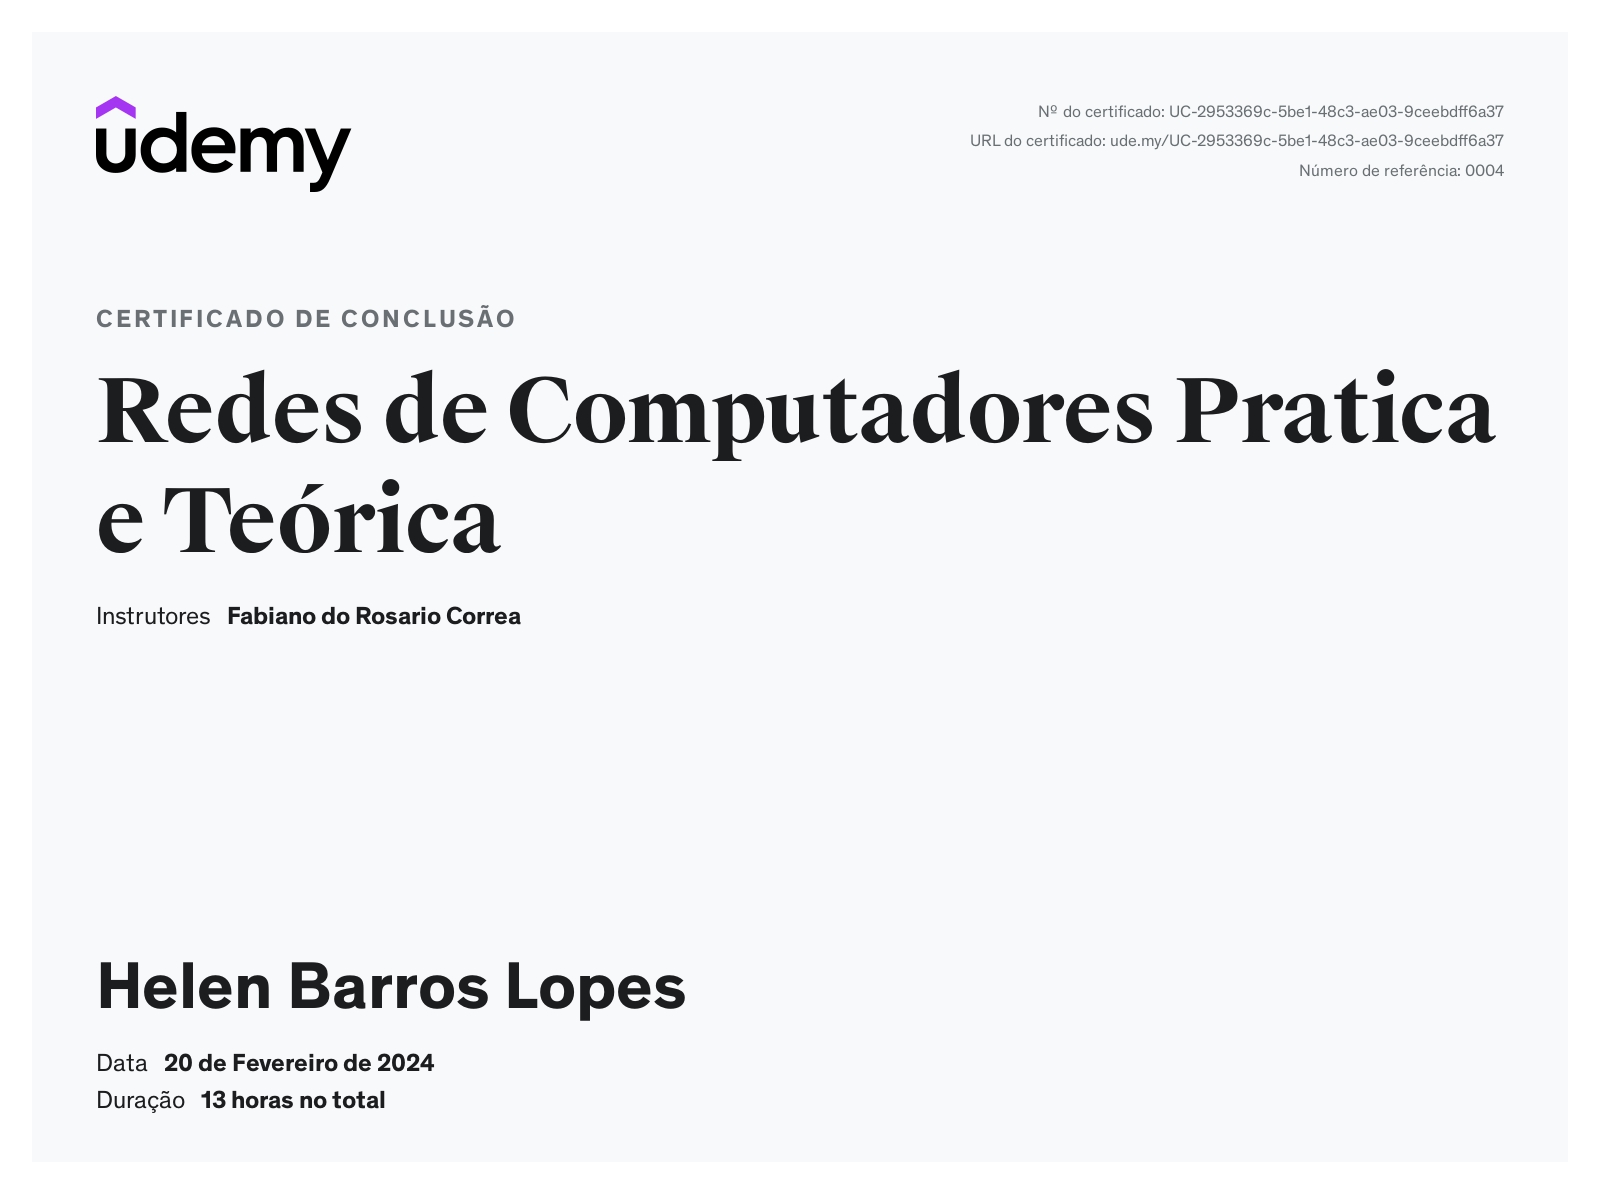 udemy
Nº do certificado: UC-2953369c-5be1-48c3-ae03-9ceebdff6a37
URL do certificado: ude.my/UC-2953369c-5be1-48c3-ae03-9ceebdff6a37
Número de referência: 0004
CERTIFICADO DE CONCLUSÃO
Redes de Computadores Pratica
e Teórica
Instrutores Fabiano do Rosario Correa
Helen Barros Lopes
Data 20 de Fevereiro de 2024
Duração 13 horas no total